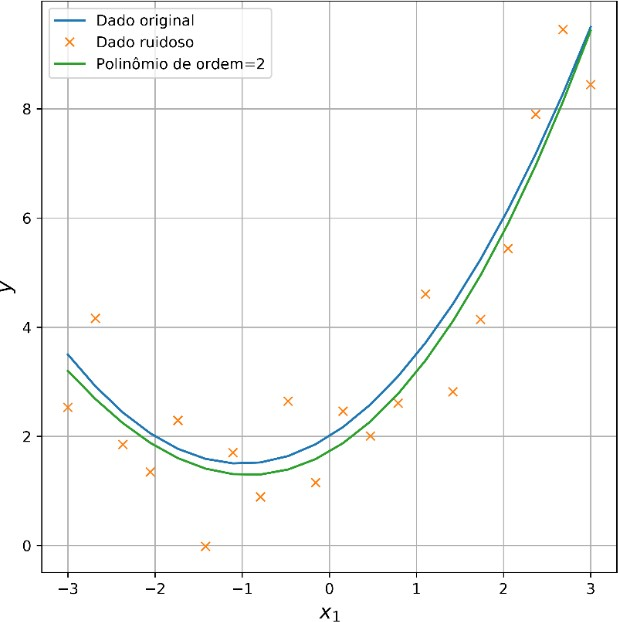 Dado original
Dado ruidoso
Polinômio de ordem=2
8
6
4
2
0
y
−3 −2 −1 0 1 2 3
x₁